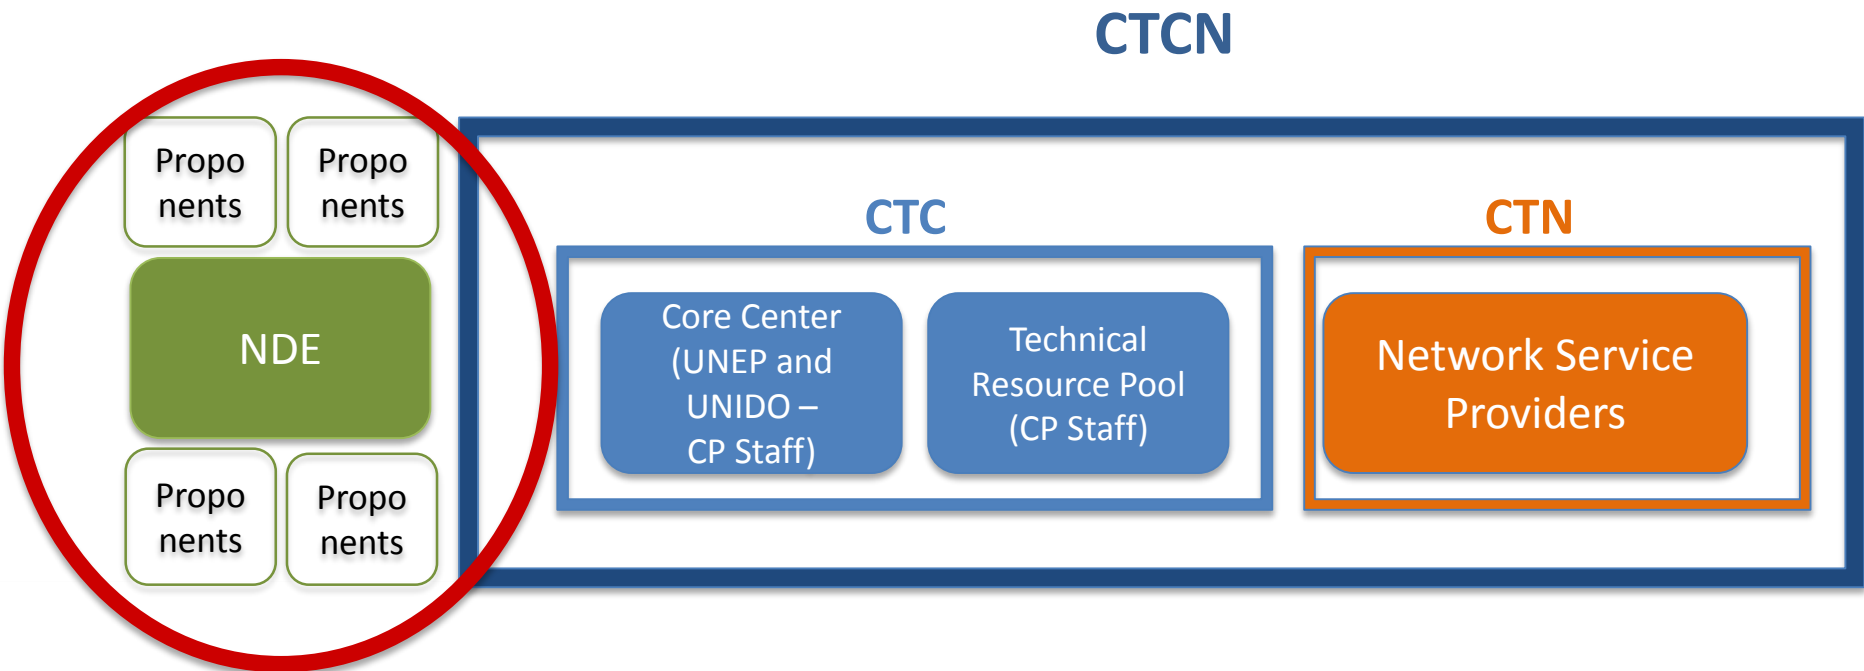 CTCN
Propo
nents
Propo
nents
NDE
Propo
nents
Propo
nents
CTC
Core Center
(UNEP and
UNIDO –
CP Staff)
Technical
Resource Pool
(CP Staff)
CTN
Network Service
Providers